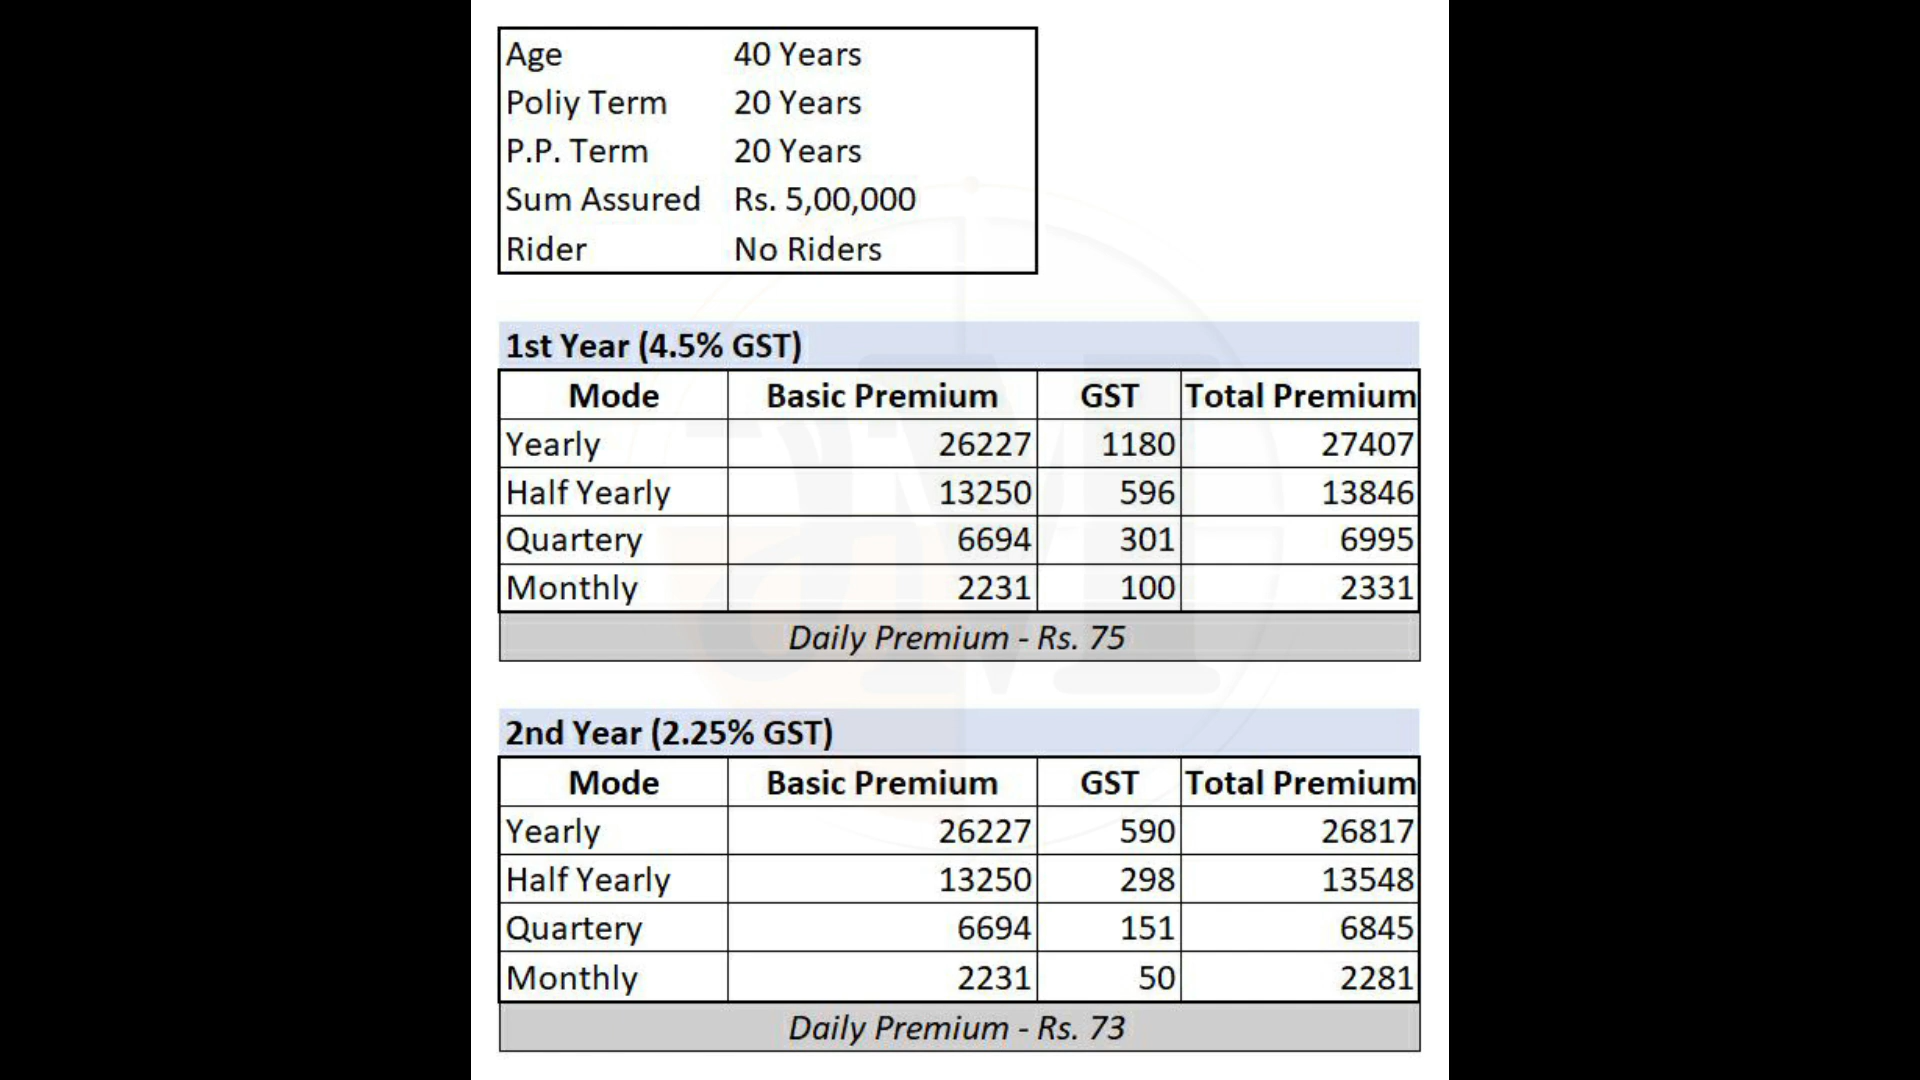 Age 40 Years
Poliy Term 20 Years
P.P. Term 20 Years
Sum Assured Rs. 5,00,000
Rider No Riders
1st Year (4.5% GST)
Mode Basic Premium GST Total Premium
Yearly 26227 1180 27407
Half Yearly 13250 596 13846
Quartery 6694 301 6995
Monthly 2231 100 2331
Daily Premium - Rs. 75
2nd Year (2.25% GST)
Mode Basic Premium GST Total Premium
Yearly 26227 590 26817
Half Yearly 13250 298 13548
Quartery 6694 151 6845
Monthly 2231 50 2281
Daily Premium - Rs. 73